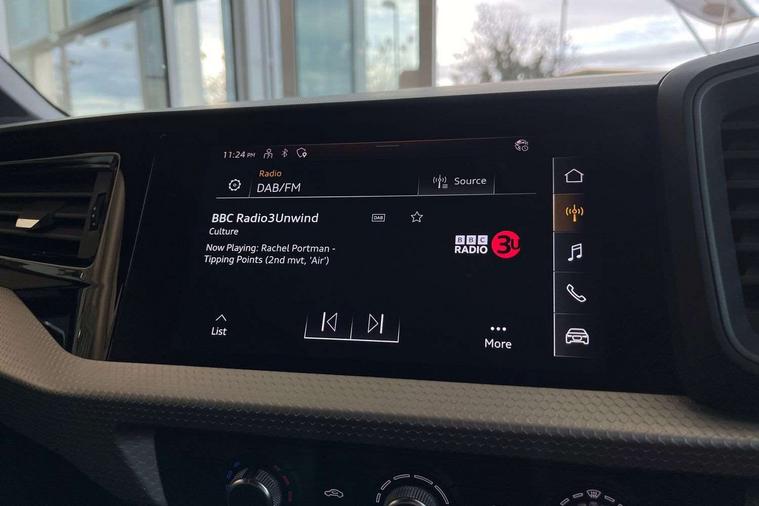 11:24 PM
Radio
DAB/FM
Source
BBC Radio3Unwind
DAB
Culture
Now Playing: Rachel Portman -
Tipping Points (2nd mvt, 'Air')
BBC
RADIO 3U
List
More